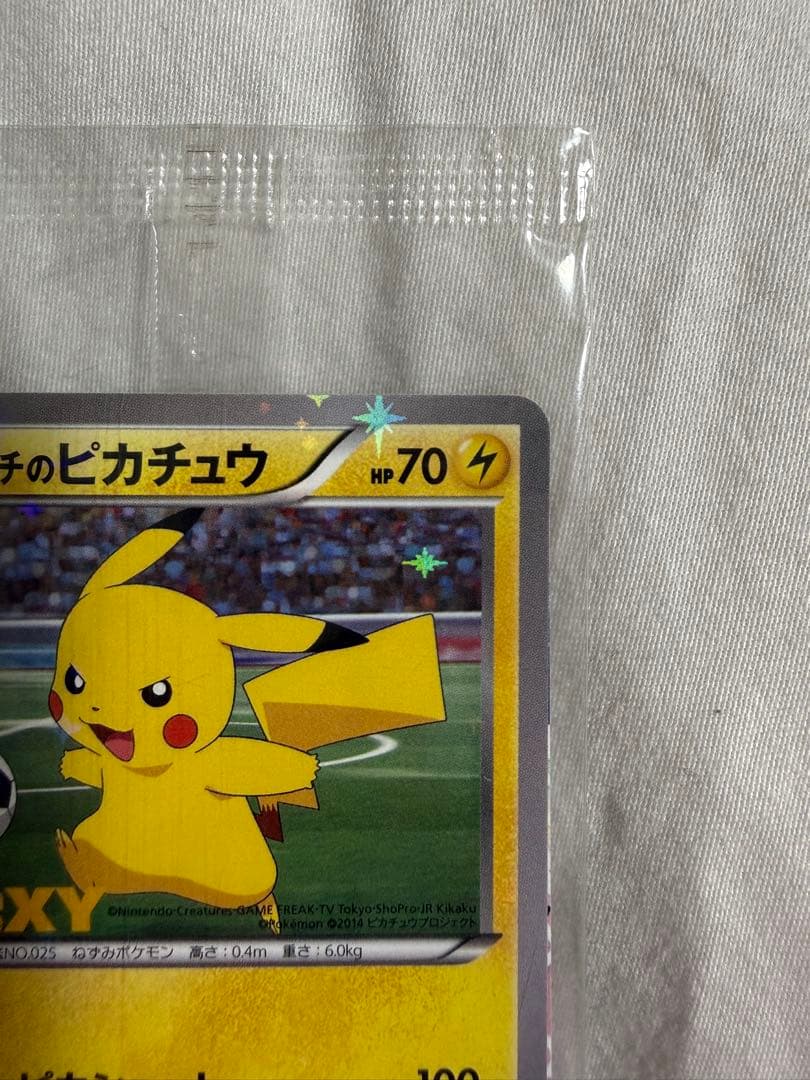 チのピカチュウ HP70
XY
©Nintendo·Creatures·GAME FREAK·TV Tokyo·ShoPro·JR Kikaku
©Pokémon ©2014 ピカチュウプロジェクト
NO.025 ねずみポケモン 高さ：0.4m 重さ：6.0kg
100